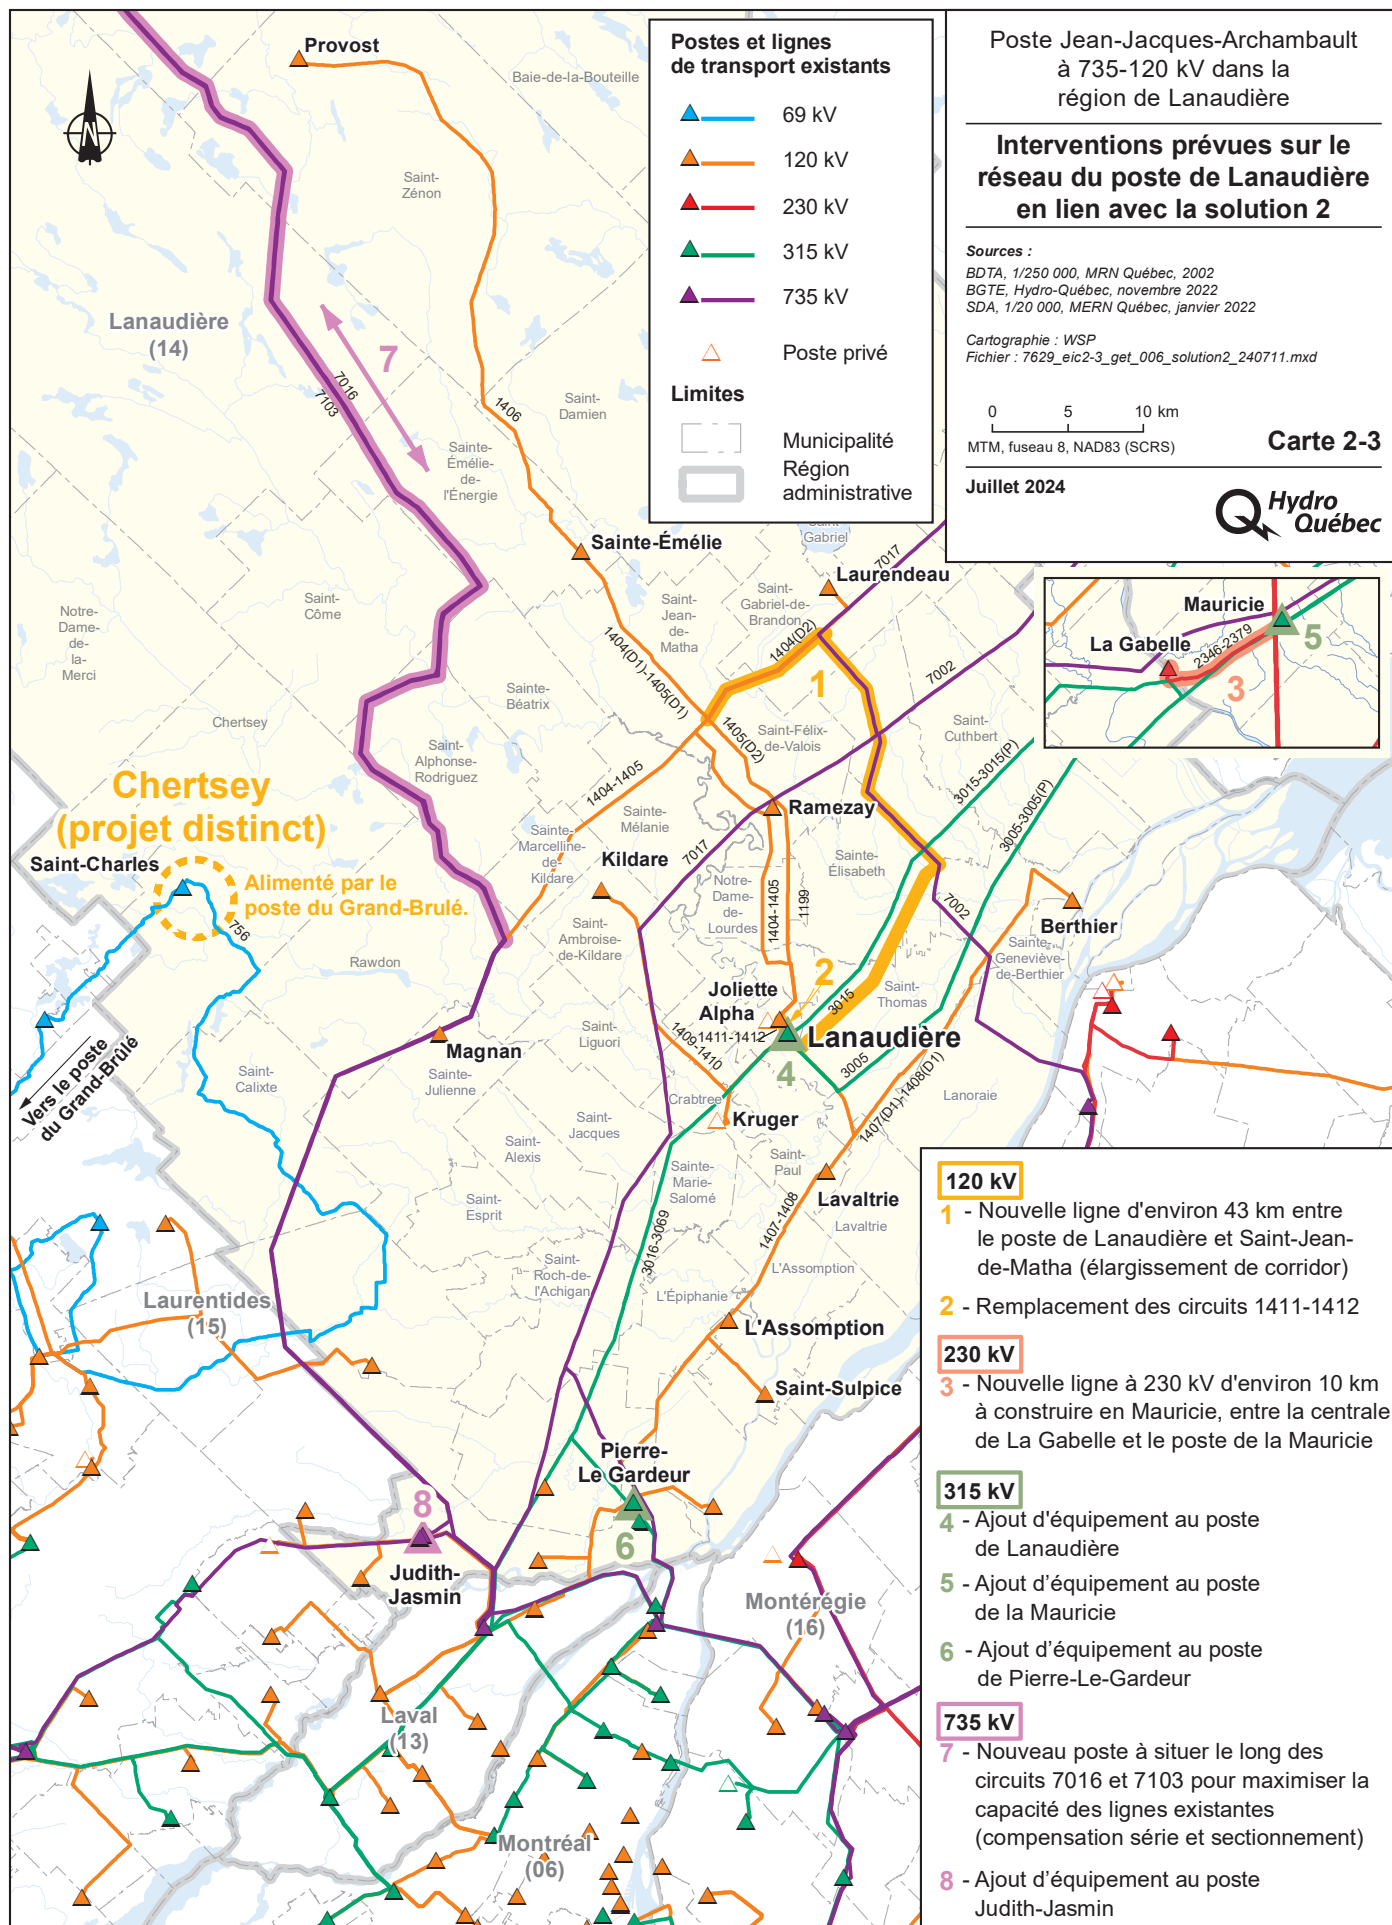 Poste Jean-Jacques-Archambault
à 735-120 kV dans la
région de Lanaudière
Interventions prévues sur le
réseau du poste de Lanaudière
en lien avec la solution 2
Sources :
BDTA, 1/250 000, MRN Québec, 2002
BGTE, Hydro-Québec, novembre 2022
SDA, 1/20 000, MERN Québec, janvier 2022
Cartographie : WSP
Fichier : 7629_eic2-3_get_006_solution2_240711.mxd
0 5 10 km
MTM, fuseau 8, NAD83 (SCRS)
Carte 2-3
Juillet 2024
Hydro
Québec
Postes et lignes
de transport existants
69 kV
120 kV
230 kV
315 kV
735 kV
Poste privé
Limites
Municipalité
Région
administrative
N
Provost
Baie-de-la-Bouteille
Saint-
Zénon
Lanaudière
(14)
7
7016
7103
1406
Saint-
Damien
Sainte-
Émélie-
de-
l'Énergie
Sainte-Émélie
Saint-
Gabriel
7017
Laurendeau
Saint-
Gabriel-de-
Brandon
Saint-
Jean-
de-
Matha
Saint-
Côme
Notre-
Dame-
de-
la-
Merci
1404(D1)-1405(D1)
1404(D2)
1
7002
Mauricie
La Gabelle
2346-2379
5
3
Sainte-
Béatrix
1405(D2)
Saint-Félix-
de-Valois
Saint-
Cuthbert
Chertsey
Saint-
Alphonse-
Rodriguez
1404-1405
3015-3015(P)
3005-3005(P)
Chertsey
(projet distinct)
Saint-Charles
Alimenté par le
poste du Grand-Brulé.
756
Sainte-
Marcelline-
de-
Kildare
Sainte-
Mélanie
Ramezay
Kildare
7017
Sainte-
Élisabeth
Notre-
Dame-
de-
Lourdes
1404-1405
1199
7002
Berthier
Sainte-
Geneviève-
de-Berthier
Saint-
Ambroise-
de-Kildare
Rawdon
2
Joliette
Alpha
3015
Saint-
Thomas
1411-1412
Lanaudière
4
3005
1409-1410
Saint-
Liguori
Magnan
Sainte-
Julienne
Vers le poste
du Grand-Brûlé
Saint-
Calixte
Crabtree
Kruger
1407(D1)-1408(D1)
Lanoraie
Saint-
Jacques
Saint-
Alexis
Sainte-
Marie-
Salomé
Saint-
Paul
Lavaltrie
Lavaltrie
Saint-
Esprit
1407-1408
3016-3069
Saint-
Roch-de-
l'Achigan
L'Assomption
L'Épiphanie
Laurentides
(15)
L'Assomption
Saint-Sulpice
Pierre-
Le Gardeur
8
6
Judith-
Jasmin
Montérégie
(16)
Laval
(13)
Montréal
(06)
120 kV
1 - Nouvelle ligne d'environ 43 km entre
le poste de Lanaudière et Saint-Jean-
de-Matha (élargissement de corridor)
2 - Remplacement des circuits 1411-1412
230 kV
3 - Nouvelle ligne à 230 kV d'environ 10 km
à construire en Mauricie, entre la centrale
de La Gabelle et le poste de la Mauricie
315 kV
4 - Ajout d'équipement au poste
de Lanaudière
5 - Ajout d'équipement au poste
de la Mauricie
6 - Ajout d'équipement au poste
de Pierre-Le-Gardeur
735 kV
7 - Nouveau poste à situer le long des
circuits 7016 et 7103 pour maximiser la
capacité des lignes existantes
(compensation série et sectionnement)
8 - Ajout d'équipement au poste
Judith-Jasmin